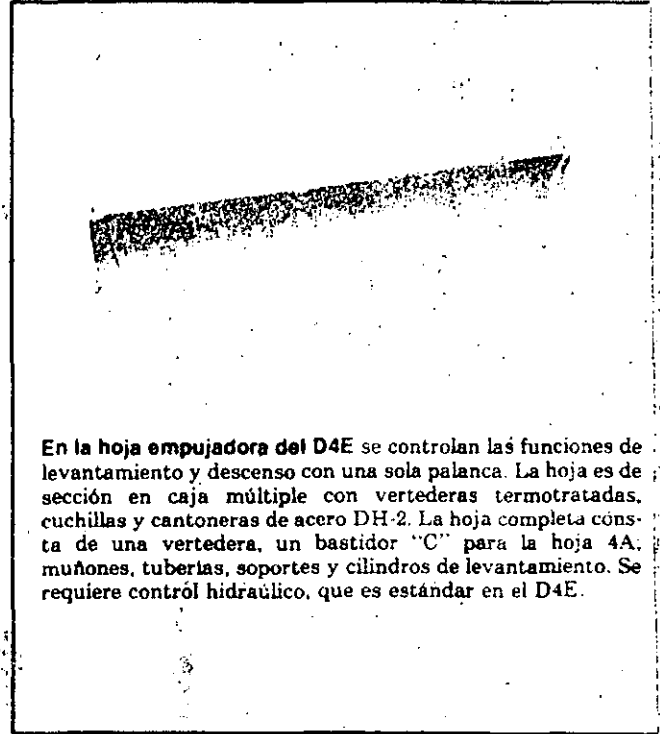 En la hoja empujadora del D4E se controlan las funciones de
levantamiento y descenso con una sola palanca. La hoja es de
sección en caja múltiple con vertederas termotratadas,
cuchillas y cantoneras de acero DH-2. La hoja completa cons-
ta de una vertedera, un bastidor "C" para la hoja 4A;
muñones, tuberías, soportes y cilindros de levantamiento. Se
requiere contról hidraúlico, que es estándar en el D4E.